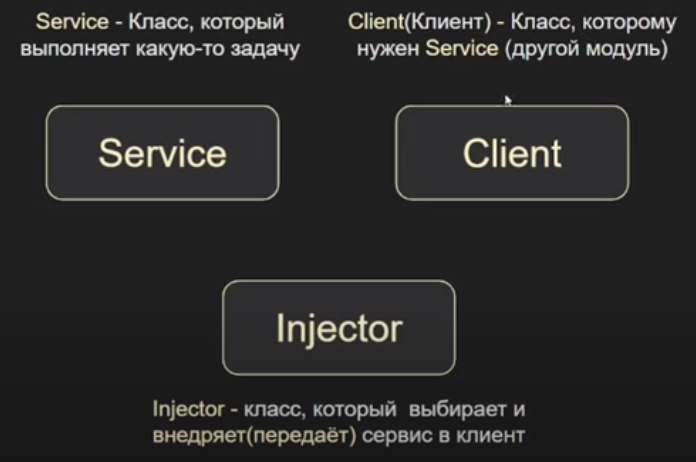 Service - Класс, который
выполняет какую-то задачу
Client(Клиент) - Класс, которому
нужен Service (другой модуль)
Service
Client
Injector
Injector - класс, который выбирает и
внедряет(передаёт) сервис в клиент